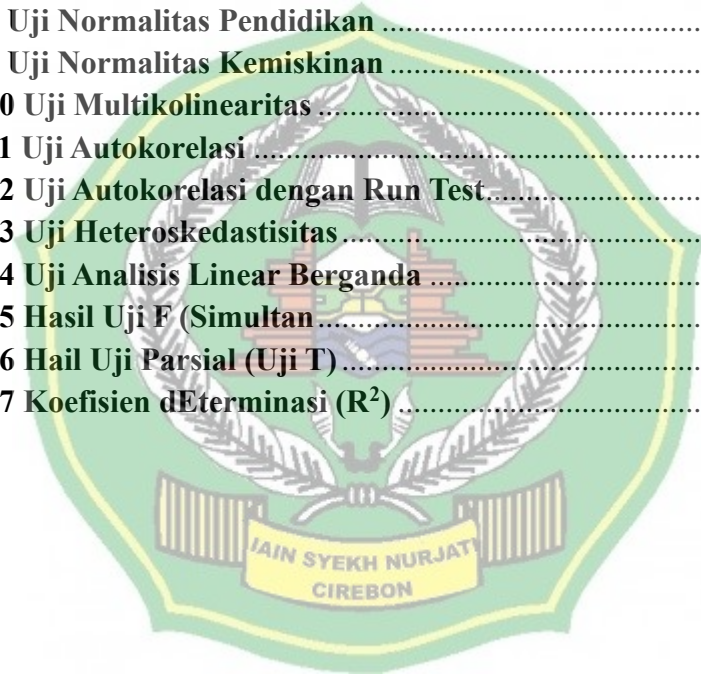 Uji Normalitas Pendidikan ......................................
Uji Normalitas Kemiskinan .....................................
0 Uji Multikolinearitas ..............................................
1 Uji Autokorelasi ......................................................
2 Uji Autokorelasi dengan Run Test..........................
3 Uji Heteroskedastisitas ...........................................
4 Uji Analisis Linear Berganda ................................
5 Hasil Uji F (Simultan ..............................................
6 Hail Uji Parsial (Uji T) ...........................................
7 Koefisien dEterminasi (R²) ....................................
IAIN SYEKH NURJATI
CIREBON